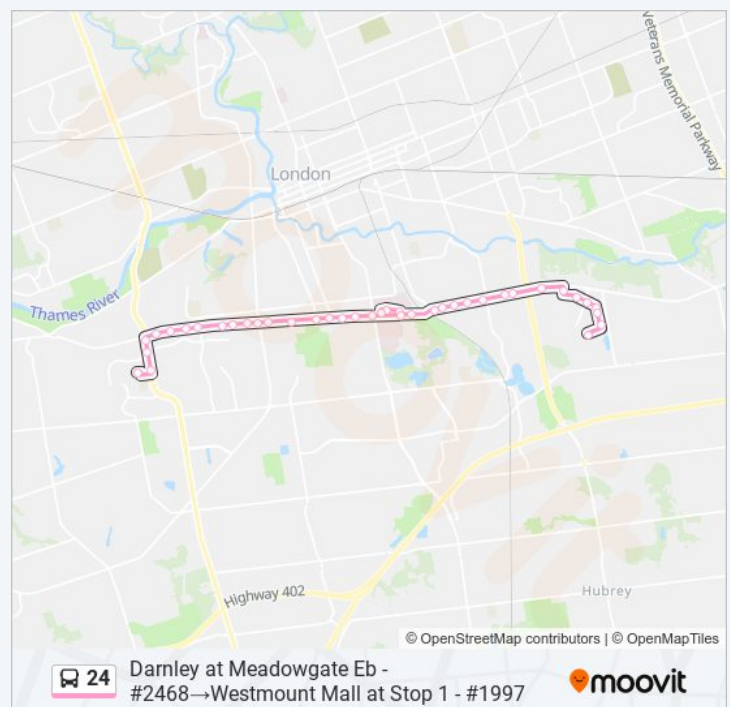 Veterans Memorial Parkway
London
Thames River
Highway 402
Hubrey
© OpenStreetMap contributors | © OpenMapTiles
24
Darnley at Meadowgate Eb -
#2468→Westmount Mall at Stop 1 - #1997
moovit